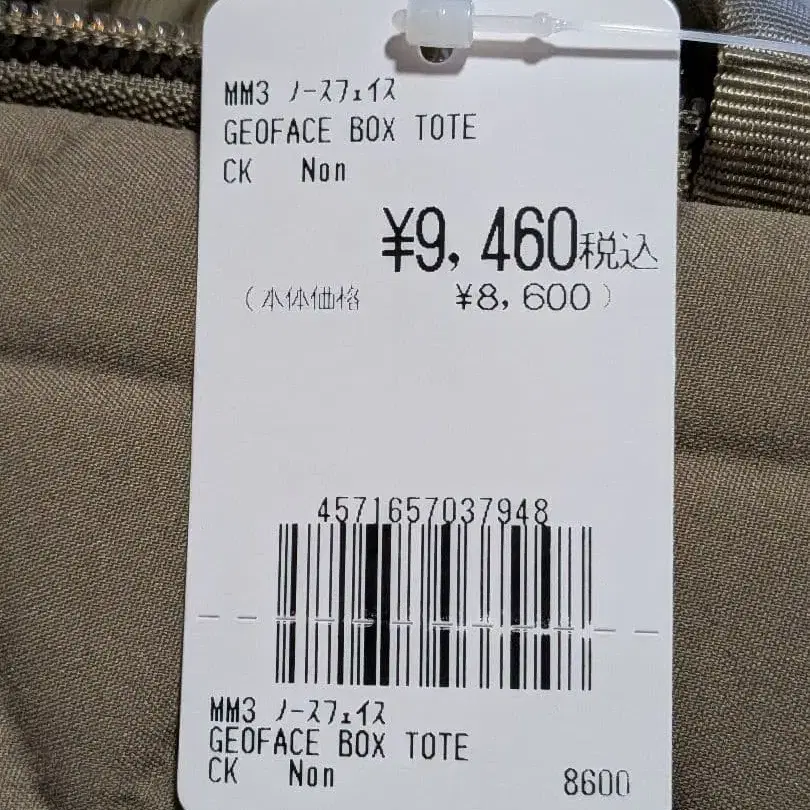 MM3 ﾉｰｽﾌｪｲｽ
GEOFACE BOX TOTE
CK Non
¥9,460税込
(本体価格 ¥8,600)
4571657037948
MM3 ﾉｰｽﾌｪｲｽ
GEOFACE BOX TOTE
CK Non 8600